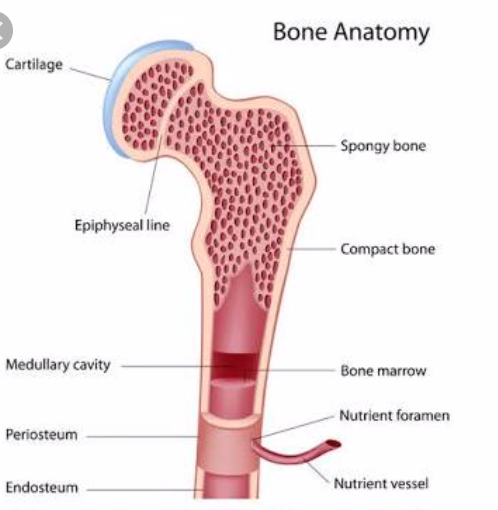 Bone Anatomy
Cartilage
Spongy bone
Epiphyseal line
Compact bone
Medullary cavity
Bone marrow
Nutrient foramen
Periosteum
Nutrient vessel
Endosteum